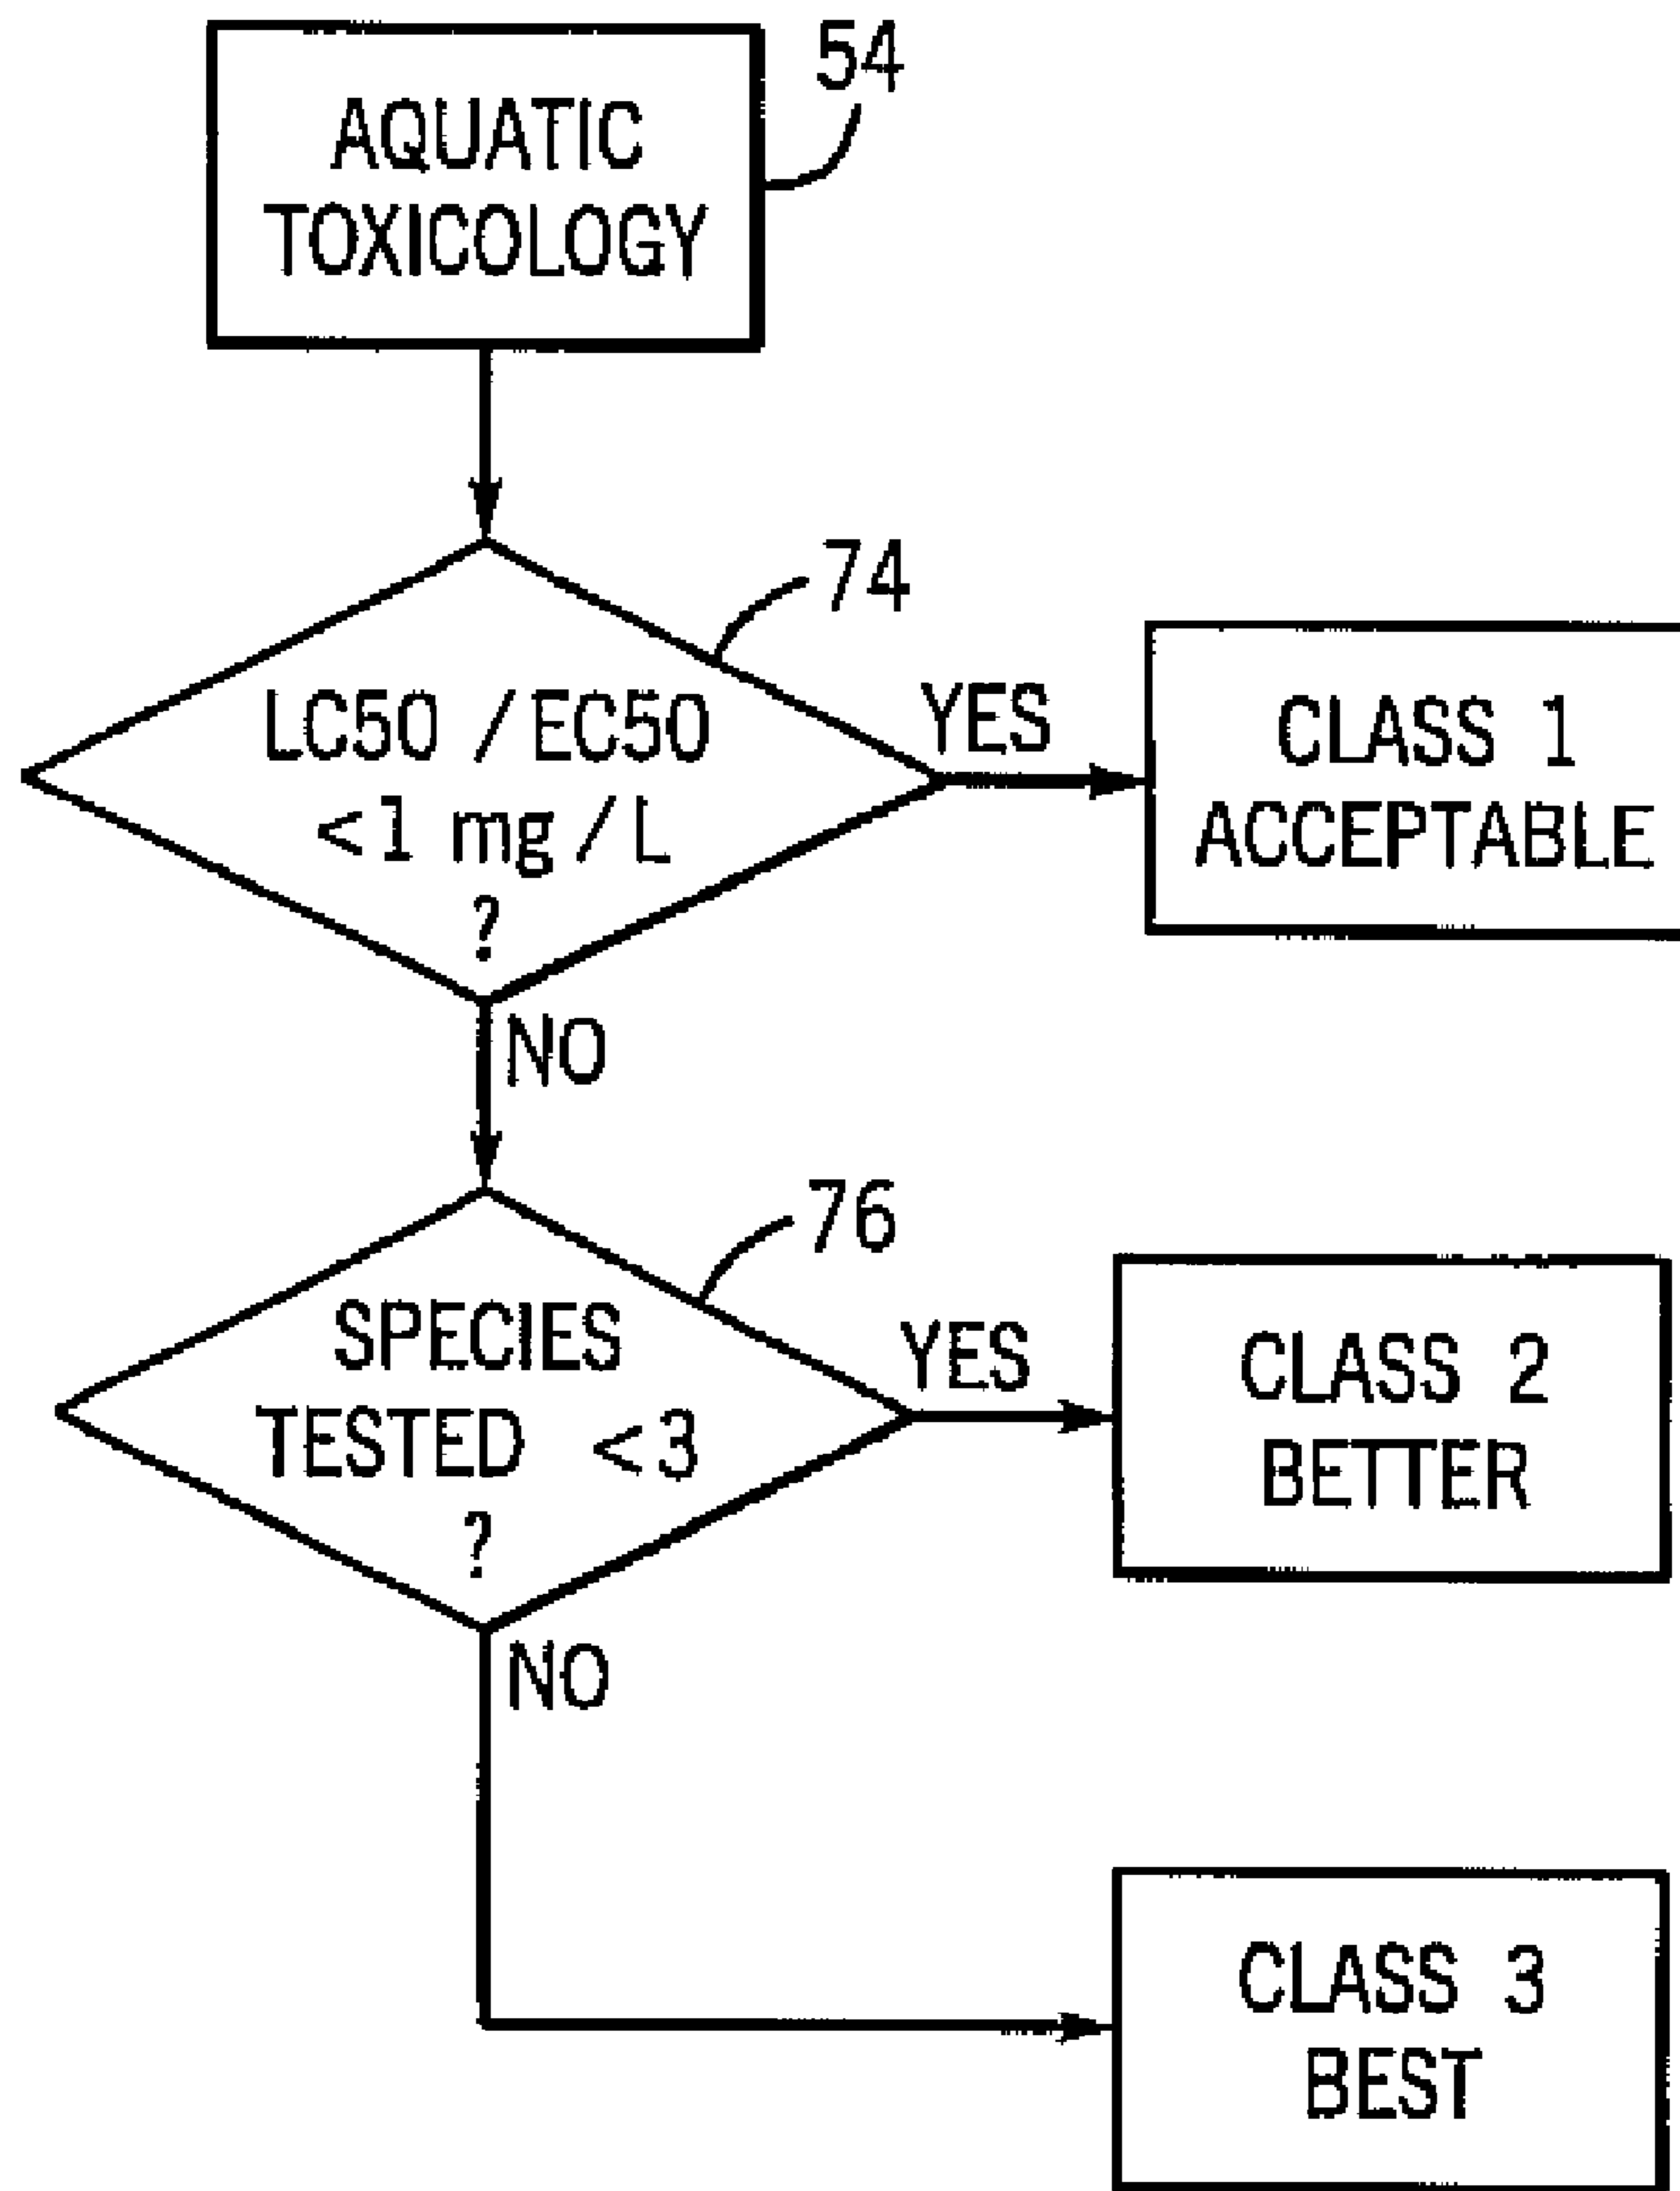 AQUATIC
TOXICOLOGY
54
74
LC50 / EC50
<1 mg/L
?
YES
CLASS 1
ACCEPTABLE
NO
76
SPECIES
TESTED <3
?
YES
CLASS 2
BETTER
NO
CLASS 3
BEST